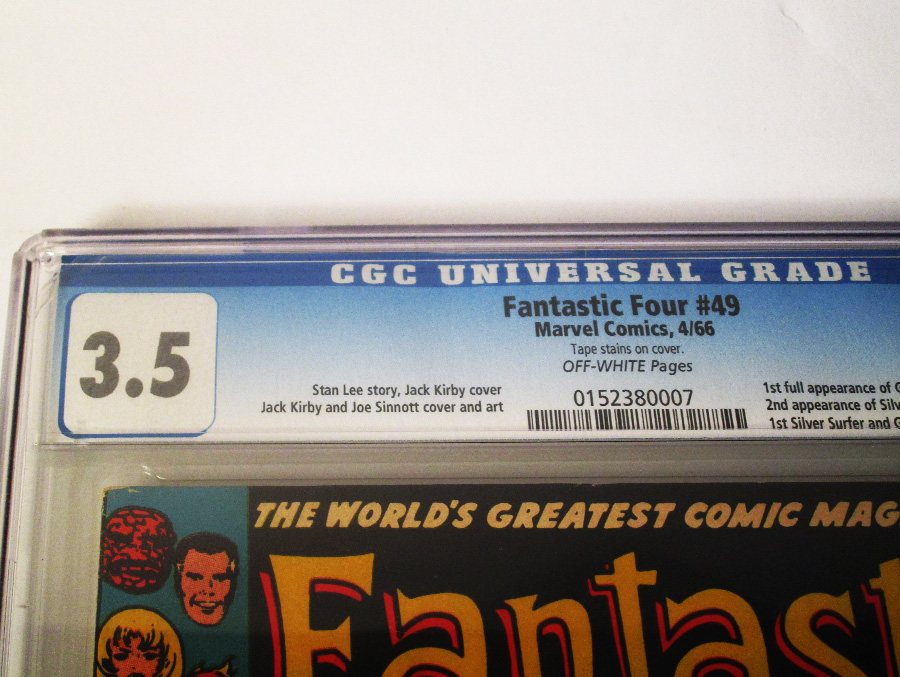 CGC UNIVERSAL GRADE
3.5
Fantastic Four #49
Marvel Comics, 4/66
Tape stains on cover.
OFF-WHITE Pages
Stan Lee story, Jack Kirby cover
Jack Kirby and Joe Sinnott cover and art
0152380007
1st full appearance of G
2nd appearance of Silv
1st Silver Surfer and G
THE WORLD'S GREATEST COMIC MAG
Fantast